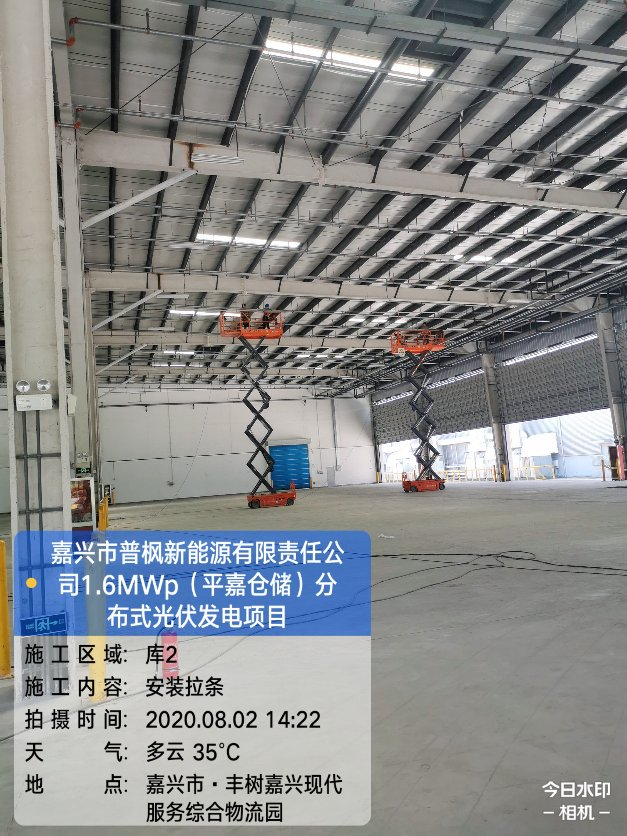 嘉兴市普枫新能源有限责任公
司1.6MWp（平嘉仓储）分
布式光伏发电项目
施工区域：库2
施工内容：安装拉条
拍摄时间：2020.08.02 14:22
天气：多云 35℃
地点：嘉兴市·丰树嘉兴现代
服务综合物流园
今日水印
－相机－